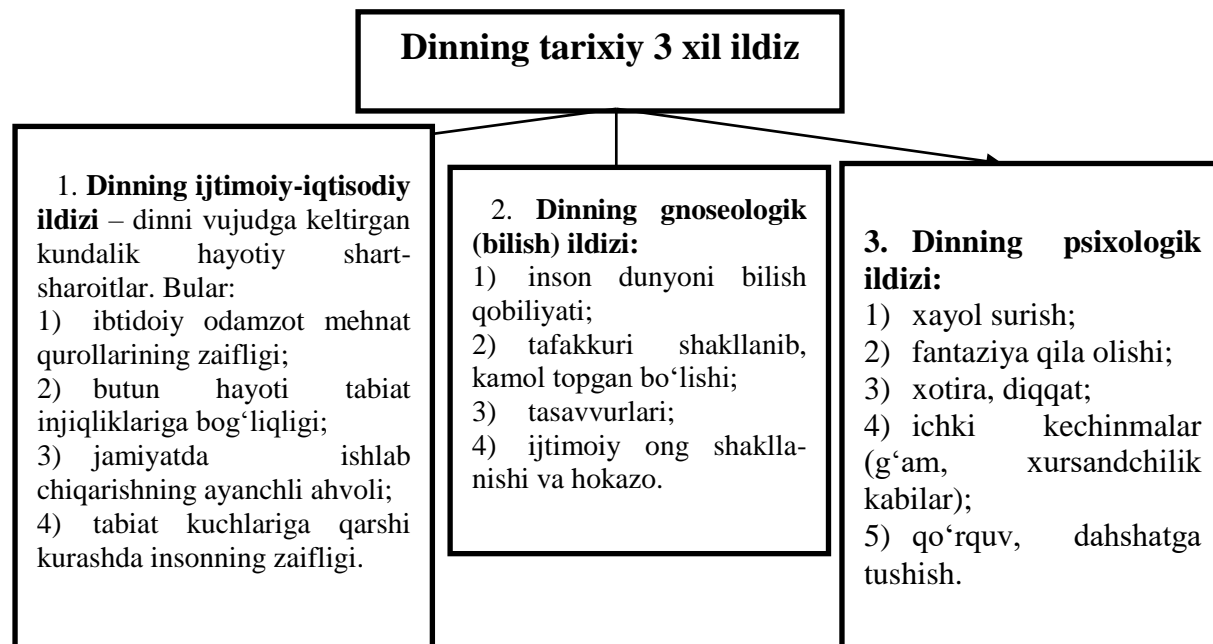 Dinning tarixiy 3 xil ildiz
1. Dinning ijtimoiy-iqtisodiy
ildizi – dinni vujudga keltirgan
kundalik hayotiy shart-
sharoitlar. Bular:
1) ibtidoiy odamzot mehnat
qurollarining zaifligi;
2) butun hayoti tabiat
injiqliklariga bog‘liqligi;
3) jamiyatda ishlab
chiqarishning ayanchli ahvoli;
4) tabiat kuchlariga qarshi
kurashda insonning zaifligi.
2. Dinning gnoseologik
(bilish) ildizi:
1) inson dunyoni bilish
qobiliyati;
2) tafakkuri shakllanib,
kamol topgan bo‘lishi;
3) tasavvurlari;
4) ijtimoiy ong shaklla-
nishi va hokazo.
3. Dinning psixologik
ildizi:
1) xayol surish;
2) fantaziya qila olishi;
3) xotira, diqqat;
4) ichki kechinmalar
(g‘am, xursandchilik
kabilar);
5) qo‘rquv, dahshatga
tushish.